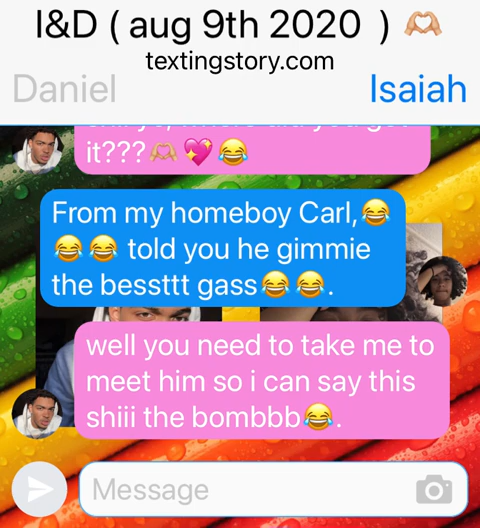 I&D ( aug 9th 2020 ) 🫶🏼
textingstory.com
Daniel
Isaiah
it???🫶🏼 💖😂
From my homeboy Carl,😂
😂 😂 told you he gimmie
the bessttt gass😂 😂.
well you need to take me to
meet him so i can say this
shiii the bombbb😂.
Message